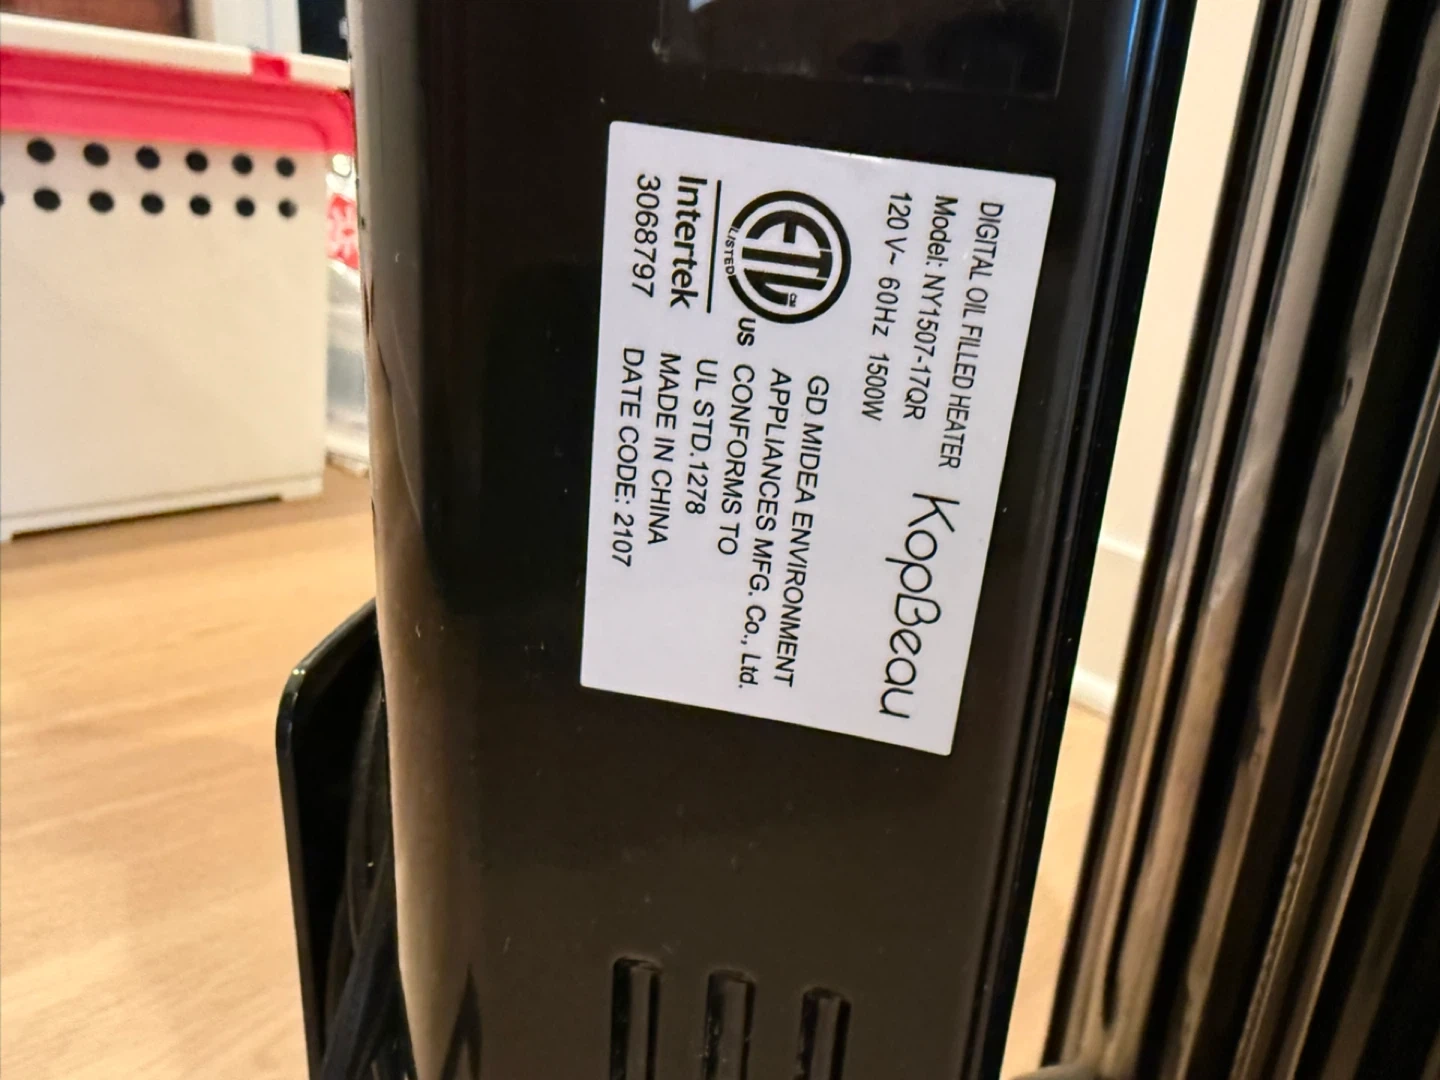 DIGITAL OIL FILLED HEATER
Model: NY1507-17QR
120 V~ 60Hz 1500W
KopBeau
ETL CM
LISTED
US
Intertek
3068797
GD MIDEA ENVIRONMENT
APPLIANCES MFG. Co., Ltd.
CONFORMS TO
UL STD.1278
MADE IN CHINA
DATE CODE: 2107